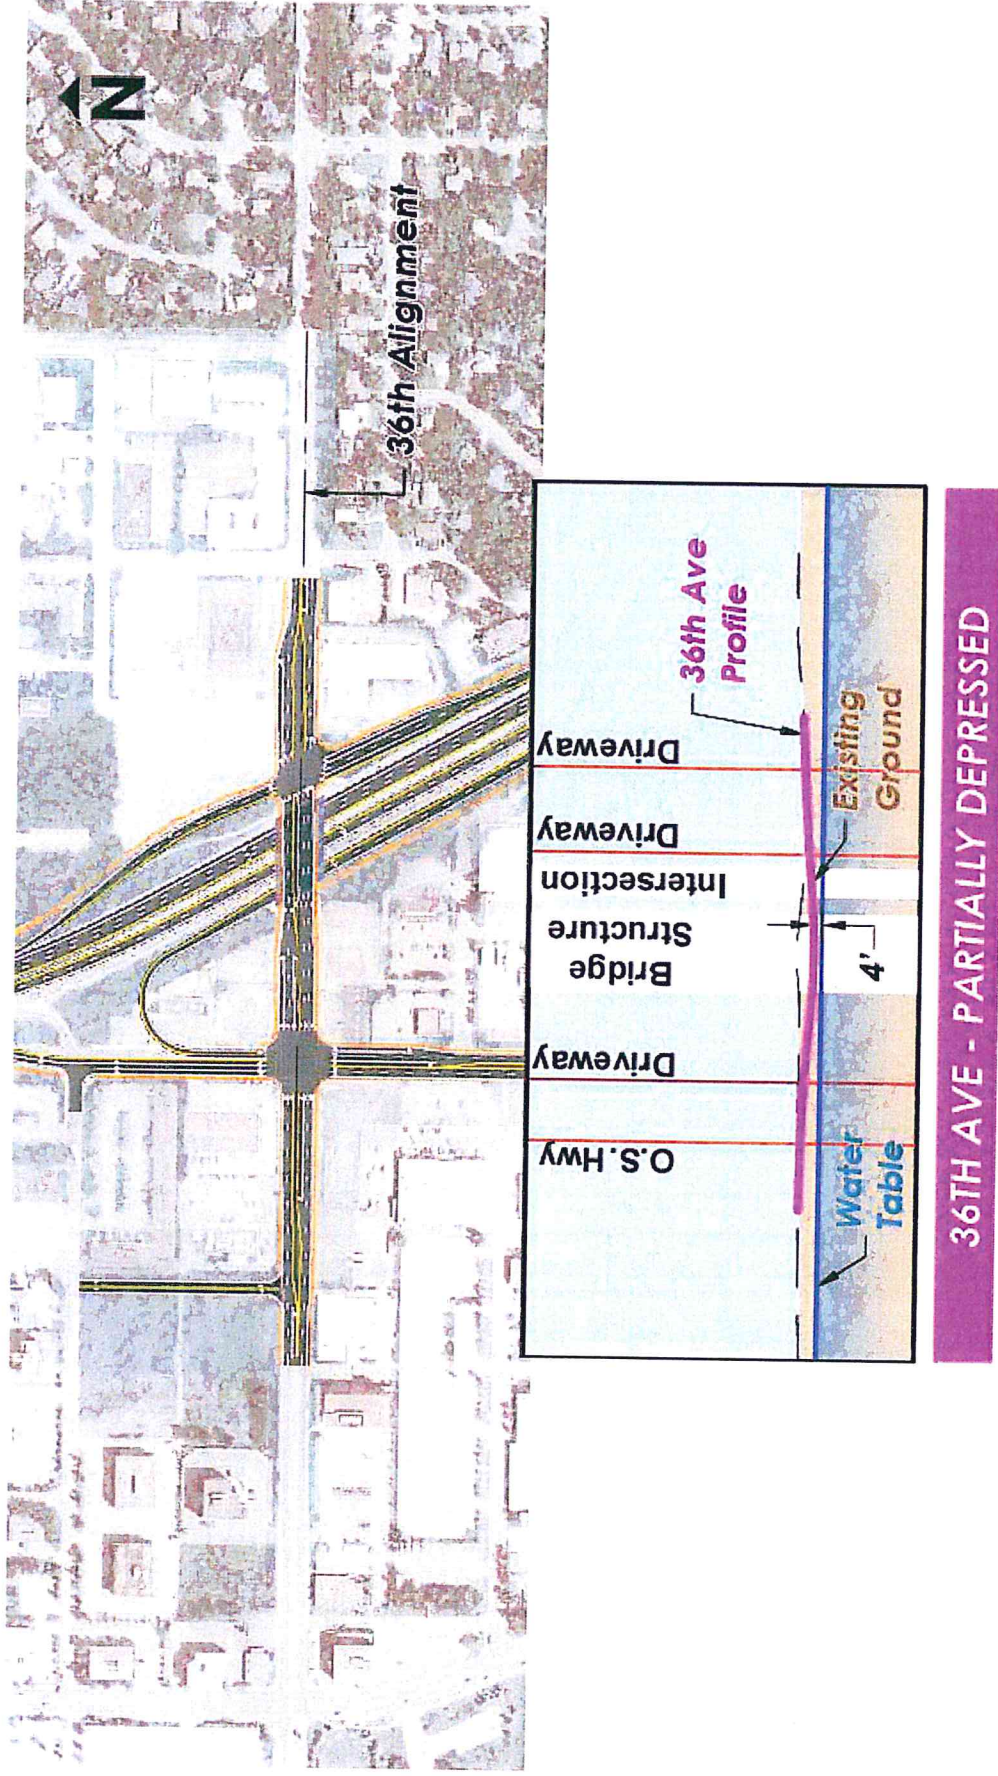 N
36th Alignment
O.S.Hwy
Driveway
Bridge
Structure
Intersection
Driveway
Driveway
36th Ave
Profile
Water
Table
4'
Existing
Ground
36TH AVE - PARTIALLY DEPRESSED